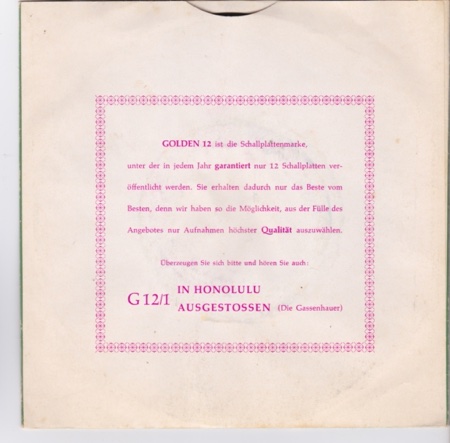 GOLDEN 12 ist die Schallplattenmarke,
unter der in jedem Jahr garantiert nur 12 Schallplatten ver-
öffentlicht werden. Sie erhalten dadurch nur das Beste vom
Besten, denn wir haben so die Möglichkeit, aus der Fülle des
Angebotes nur Aufnahmen höchster Qualität auszuwählen.
Überzeugen Sie sich bitte und hören Sie auch:
G 12/1 IN HONOLULU
AUSGESTOSSEN (Die Gassenhauer)